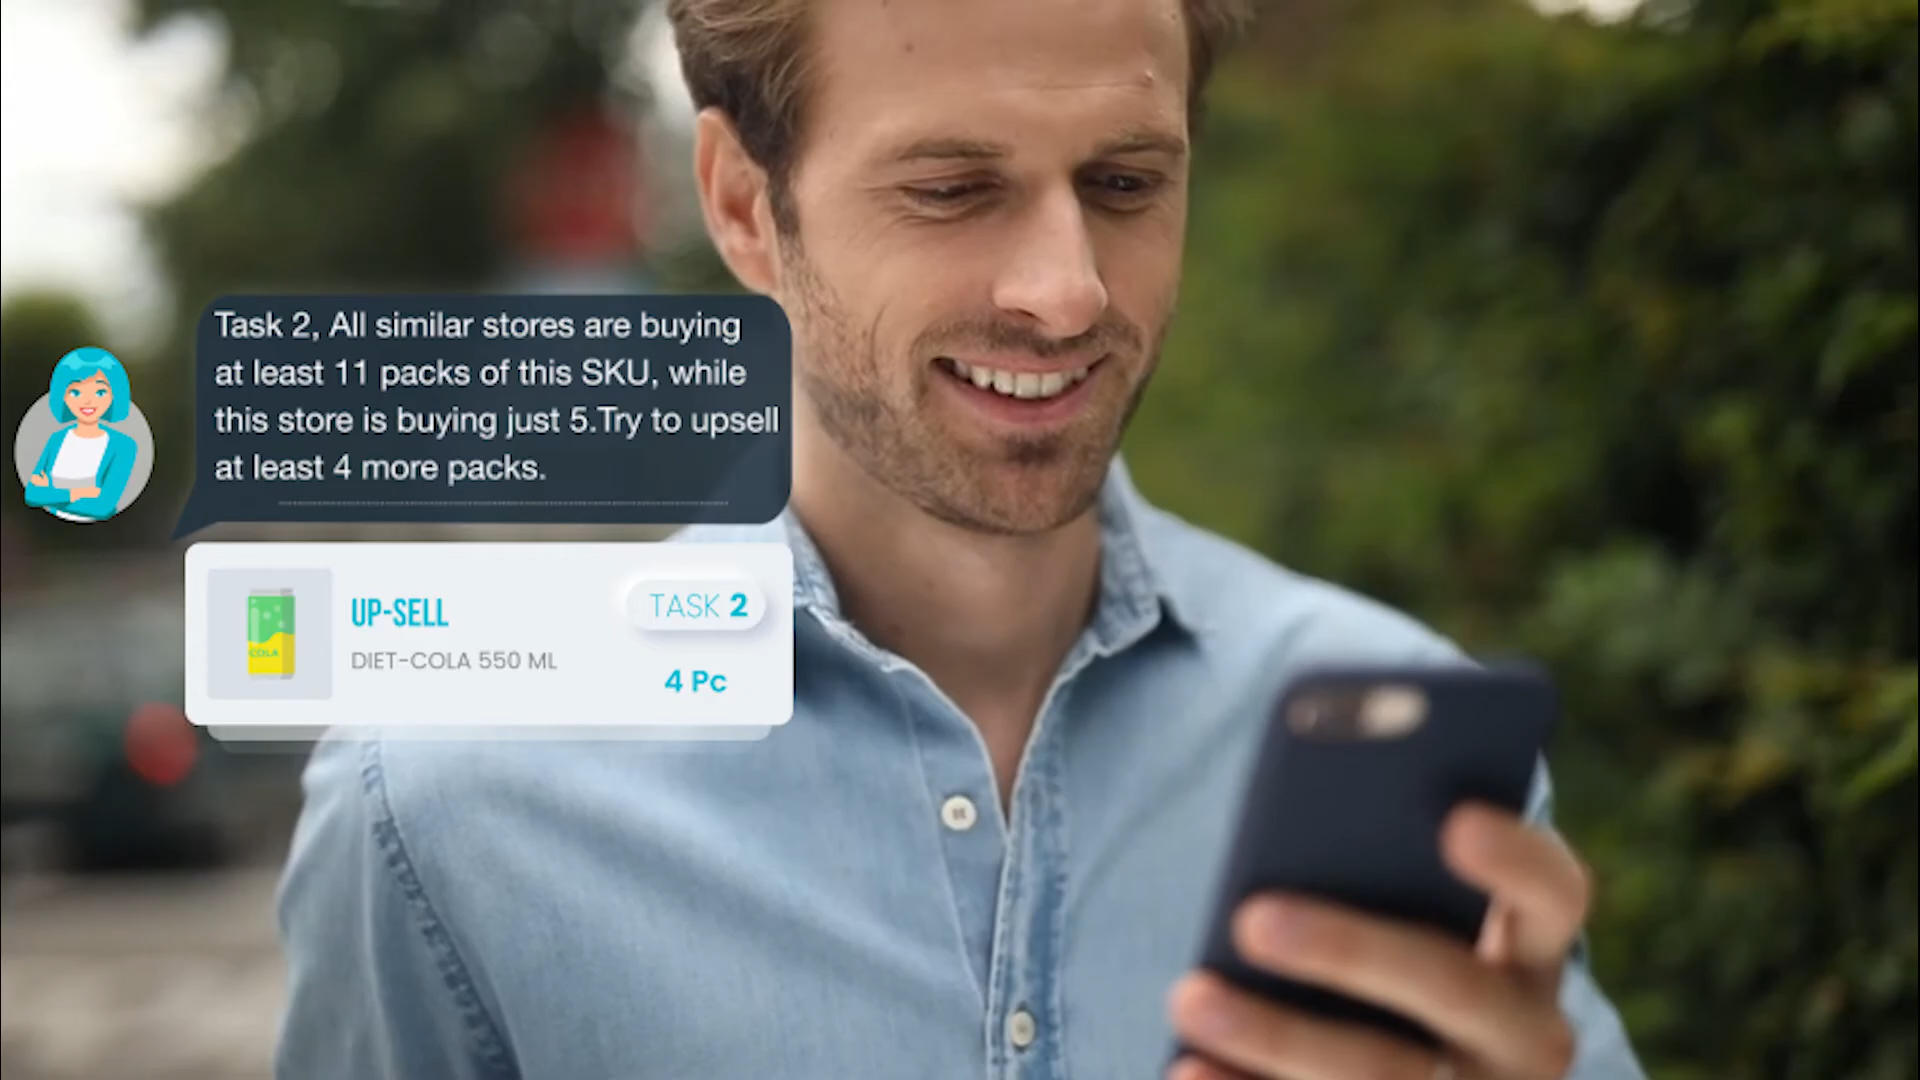 Task 2, All similar stores are buying
at least 11 packs of this SKU, while
this store is buying just 5.Try to upsell
at least 4 more packs.
UP-SELL
TASK 2
DIET-COLA 550 ML
4 Pc
COLA